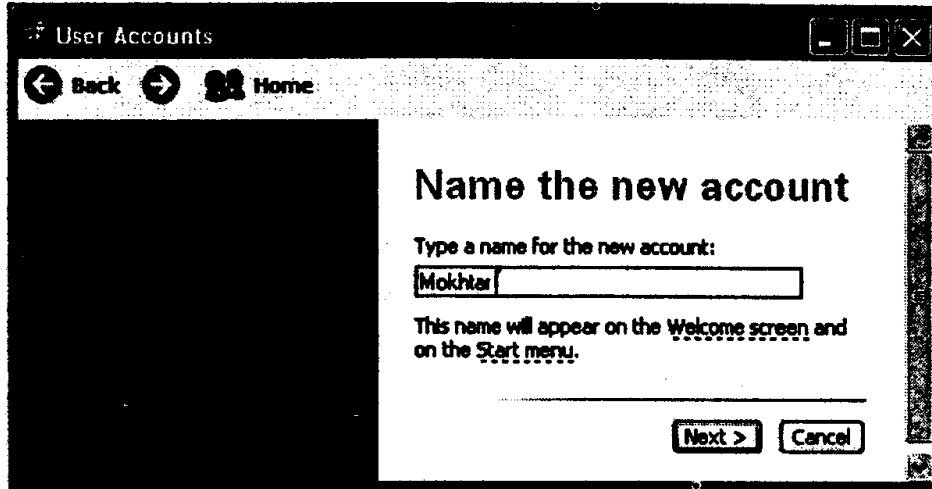 User Accounts
Back Home
Name the new account
Type a name for the new account:
Mokhtar
This name will appear on the Welcome screen and
on the Start menu.
Next > Cancel